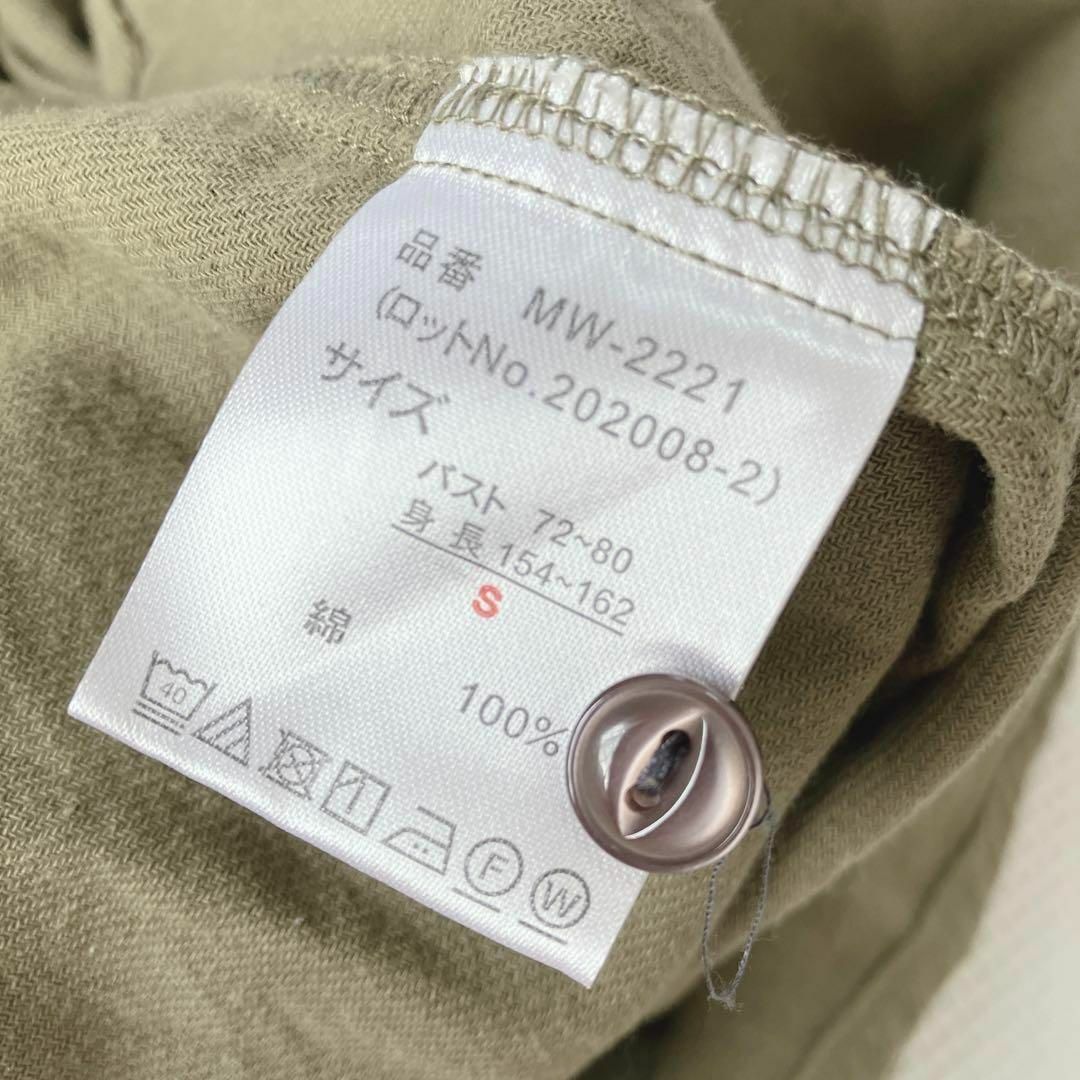 品番 MW-2221
(ロットNo.202008-2)
サイズ
バスト 72~80
身長 154~162
S
綿 100%
40
F W